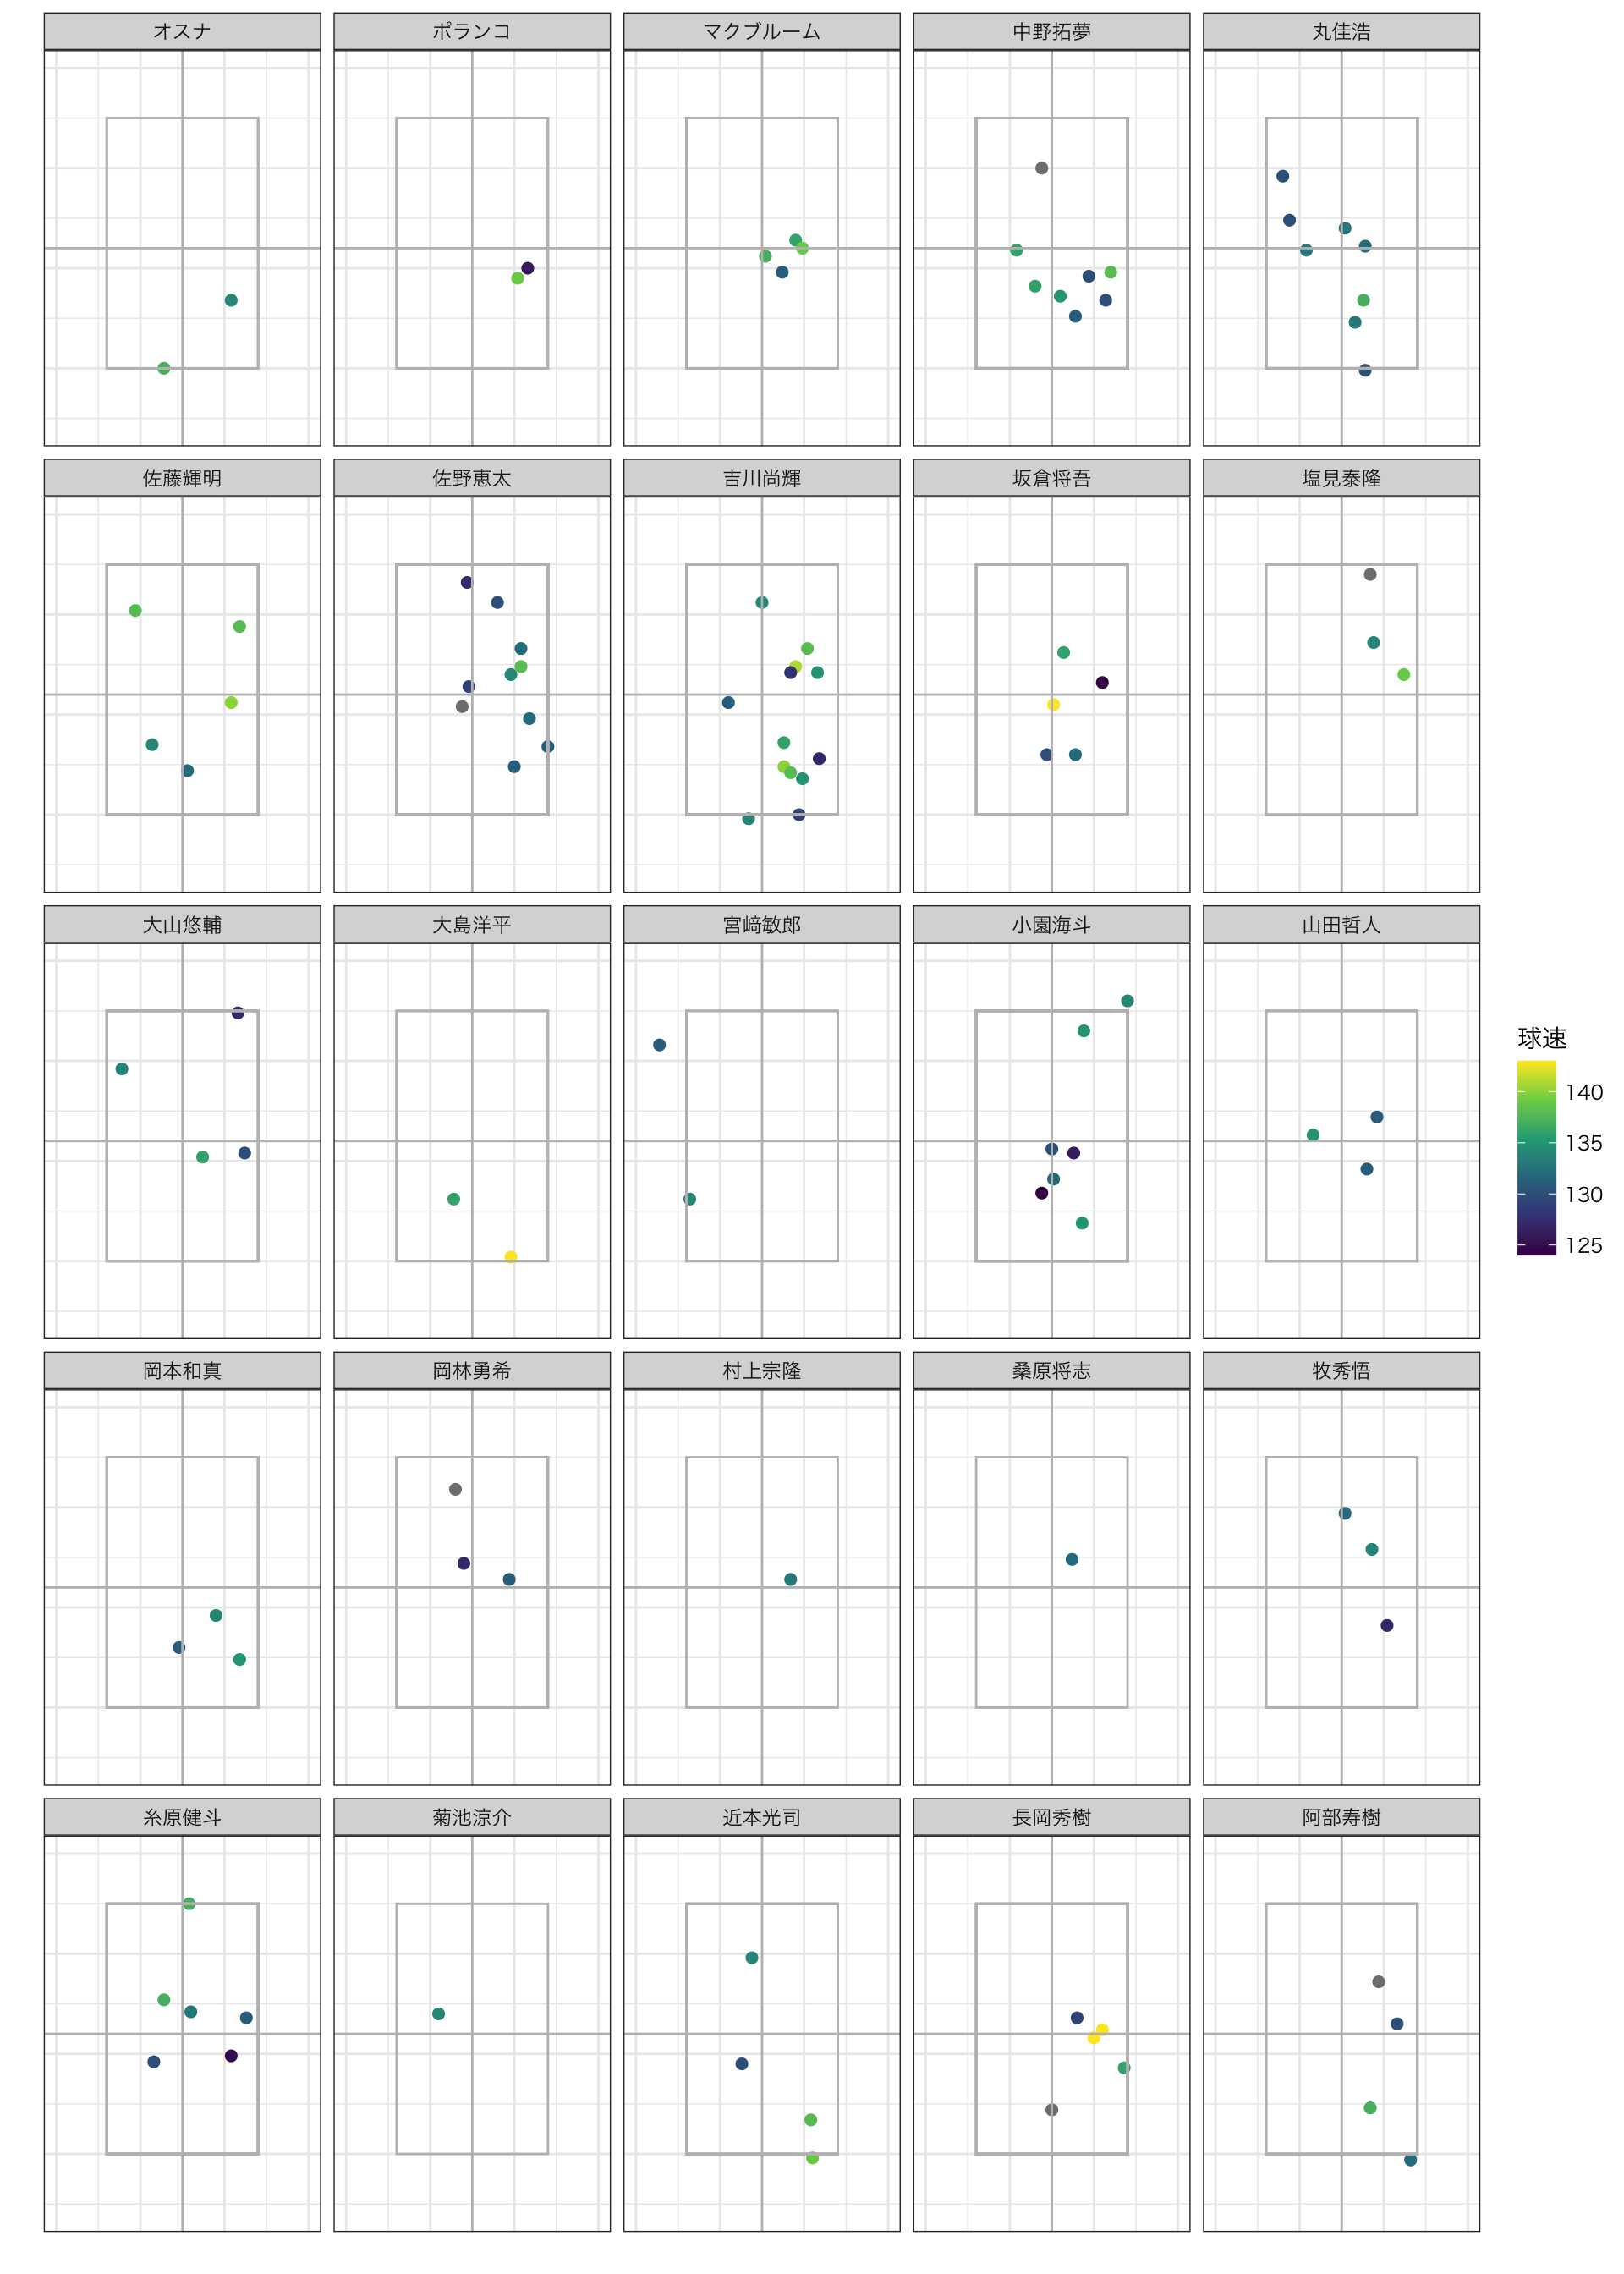 オスナ
ポランコ
マクブルーム
中野拓夢
丸佳浩
佐藤輝明
佐野恵太
吉川尚輝
坂倉将吾
塩見泰隆
大山悠輔
大島洋平
宮﨑敏郎
小園海斗
山田哲人
岡本和真
岡林勇希
村上宗隆
桑原将志
牧秀悟
糸原健斗
菊池涼介
近本光司
長岡秀樹
阿部寿樹
球速
140
135
130
125